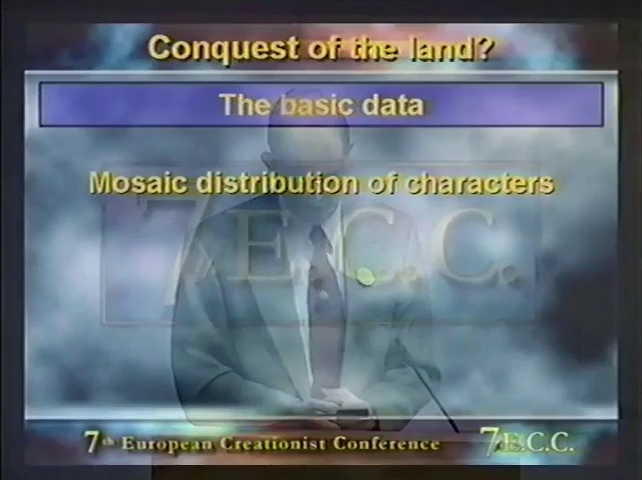 Conquest of the land?
The basic data
Mosaic distribution of characters
7 E.C.C.
7th European Creationist Conference
7 E.C.C.